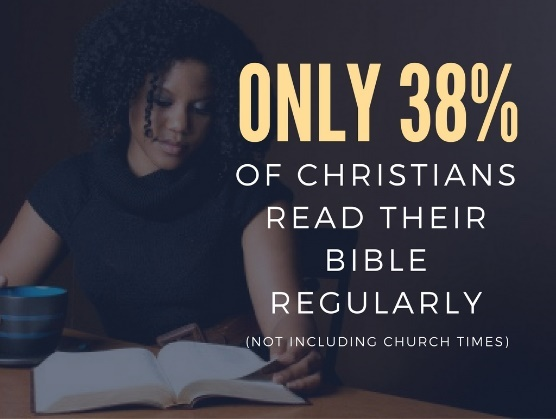 ONLY 38%
OF CHRISTIANS
READ THEIR
BIBLE
REGULARLY
(NOT INCLUDING CHURCH TIMES)